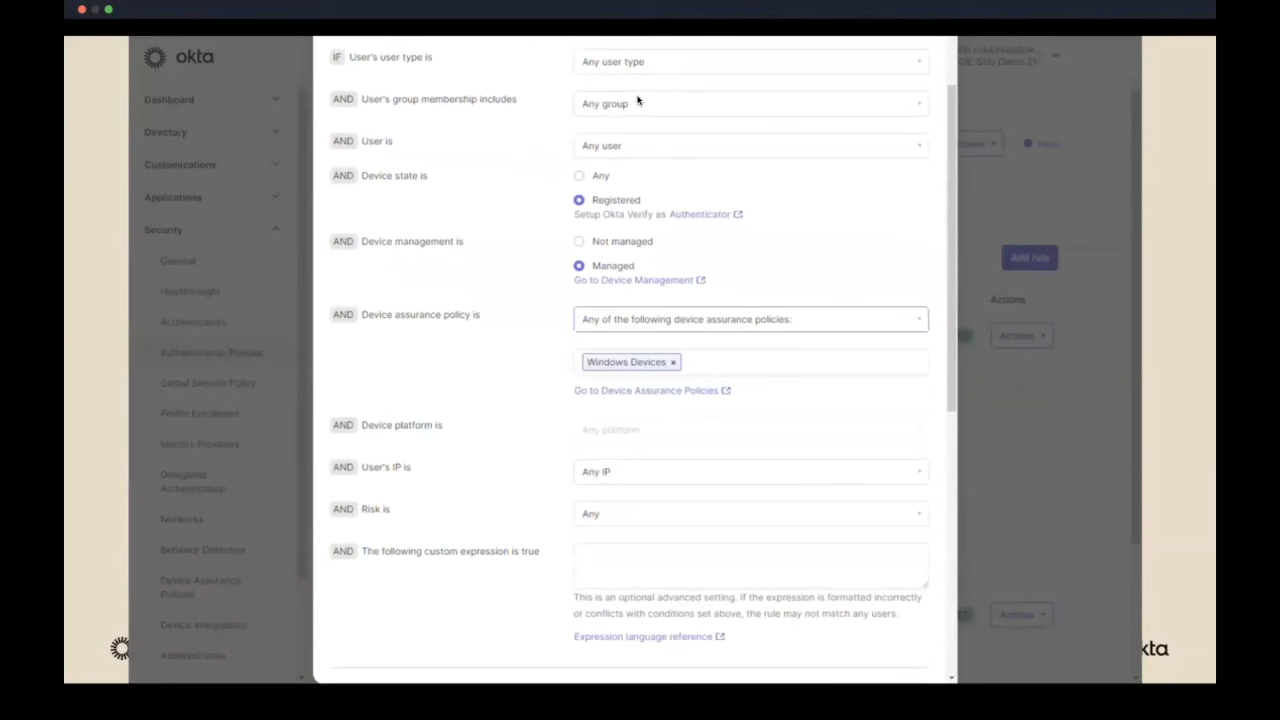 okta
Dashboard
Directory
Customizations
Applications
Security
General
HealthInsight
Authenticators
Authentication Policies
Global Session Policy
Profile Enrollment
Identity Providers
Delegated
Authentication
Networks
Behavior Detection
Device Assurance
Policies
Device Integrations
Administrators
IF User's user type is
Any user type
AND User's group membership includes
Any group
AND User is
Any user
AND Device state is
Any
Registered
Setup Okta Verify as Authenticator
AND Device management is
Not managed
Managed
Go to Device Management
AND Device assurance policy is
Any of the following device assurance policies:
Windows Devices ×
Go to Device Assurance Policies
AND Device platform is
Any platform
AND User's IP is
Any IP
AND Risk is
Any
AND The following custom expression is true
This is an optional advanced setting. If the expression is formatted incorrectly
or conflicts with conditions set above, the rule may not match any users.
Expression language reference
Add rule
Actions
Actions
Actions
kta